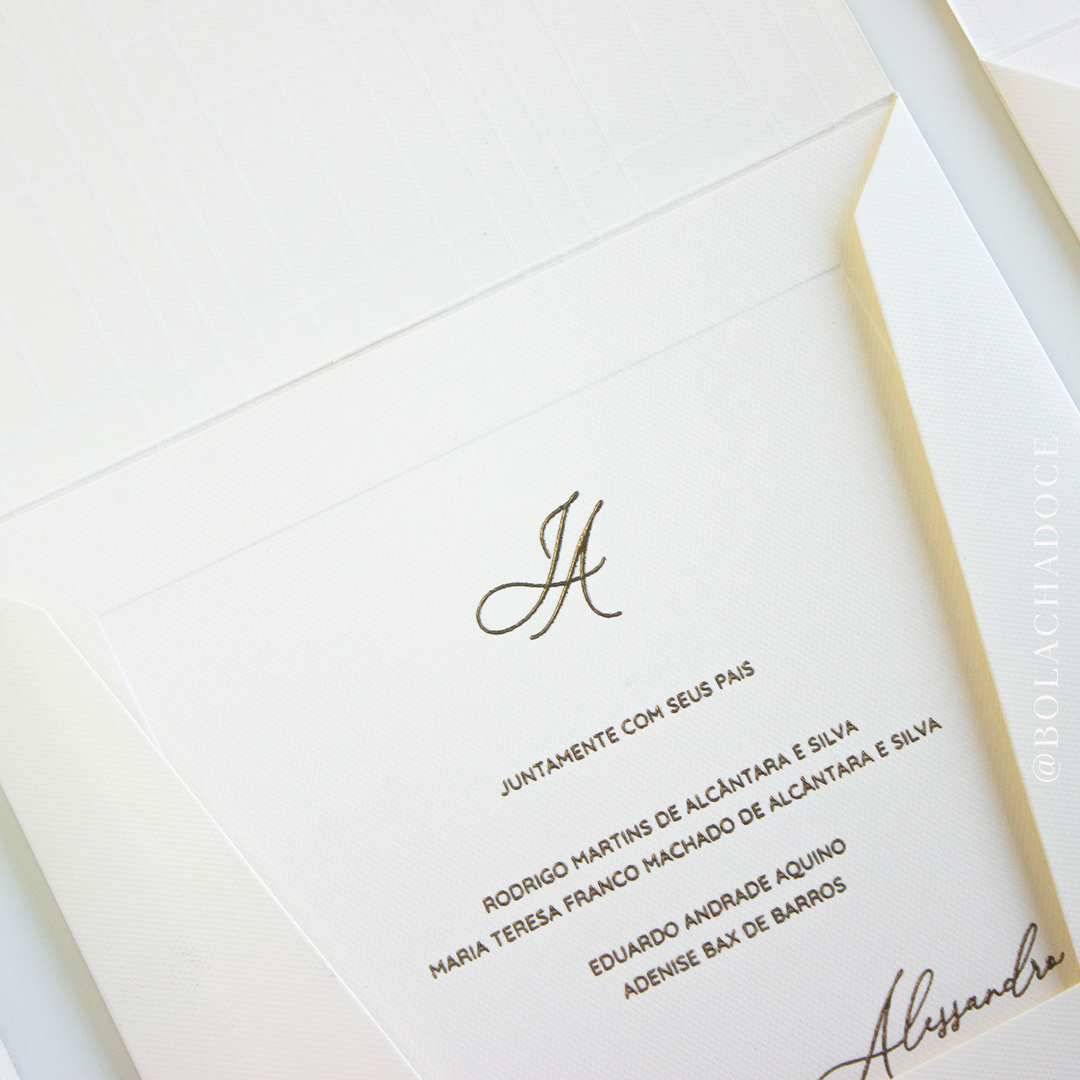 JA
JUNTAMENTE COM SEUS PAIS
RODRIGO MARTINS DE ALCÂNTARA E SILVA
MARIA TERESA FRANCO MACHADO DE ALCÂNTARA E SILVA
EDUARDO ANDRADE AQUINO
ADENISE BAX DE BARROS
Alessandra
@BOLACHADOCE